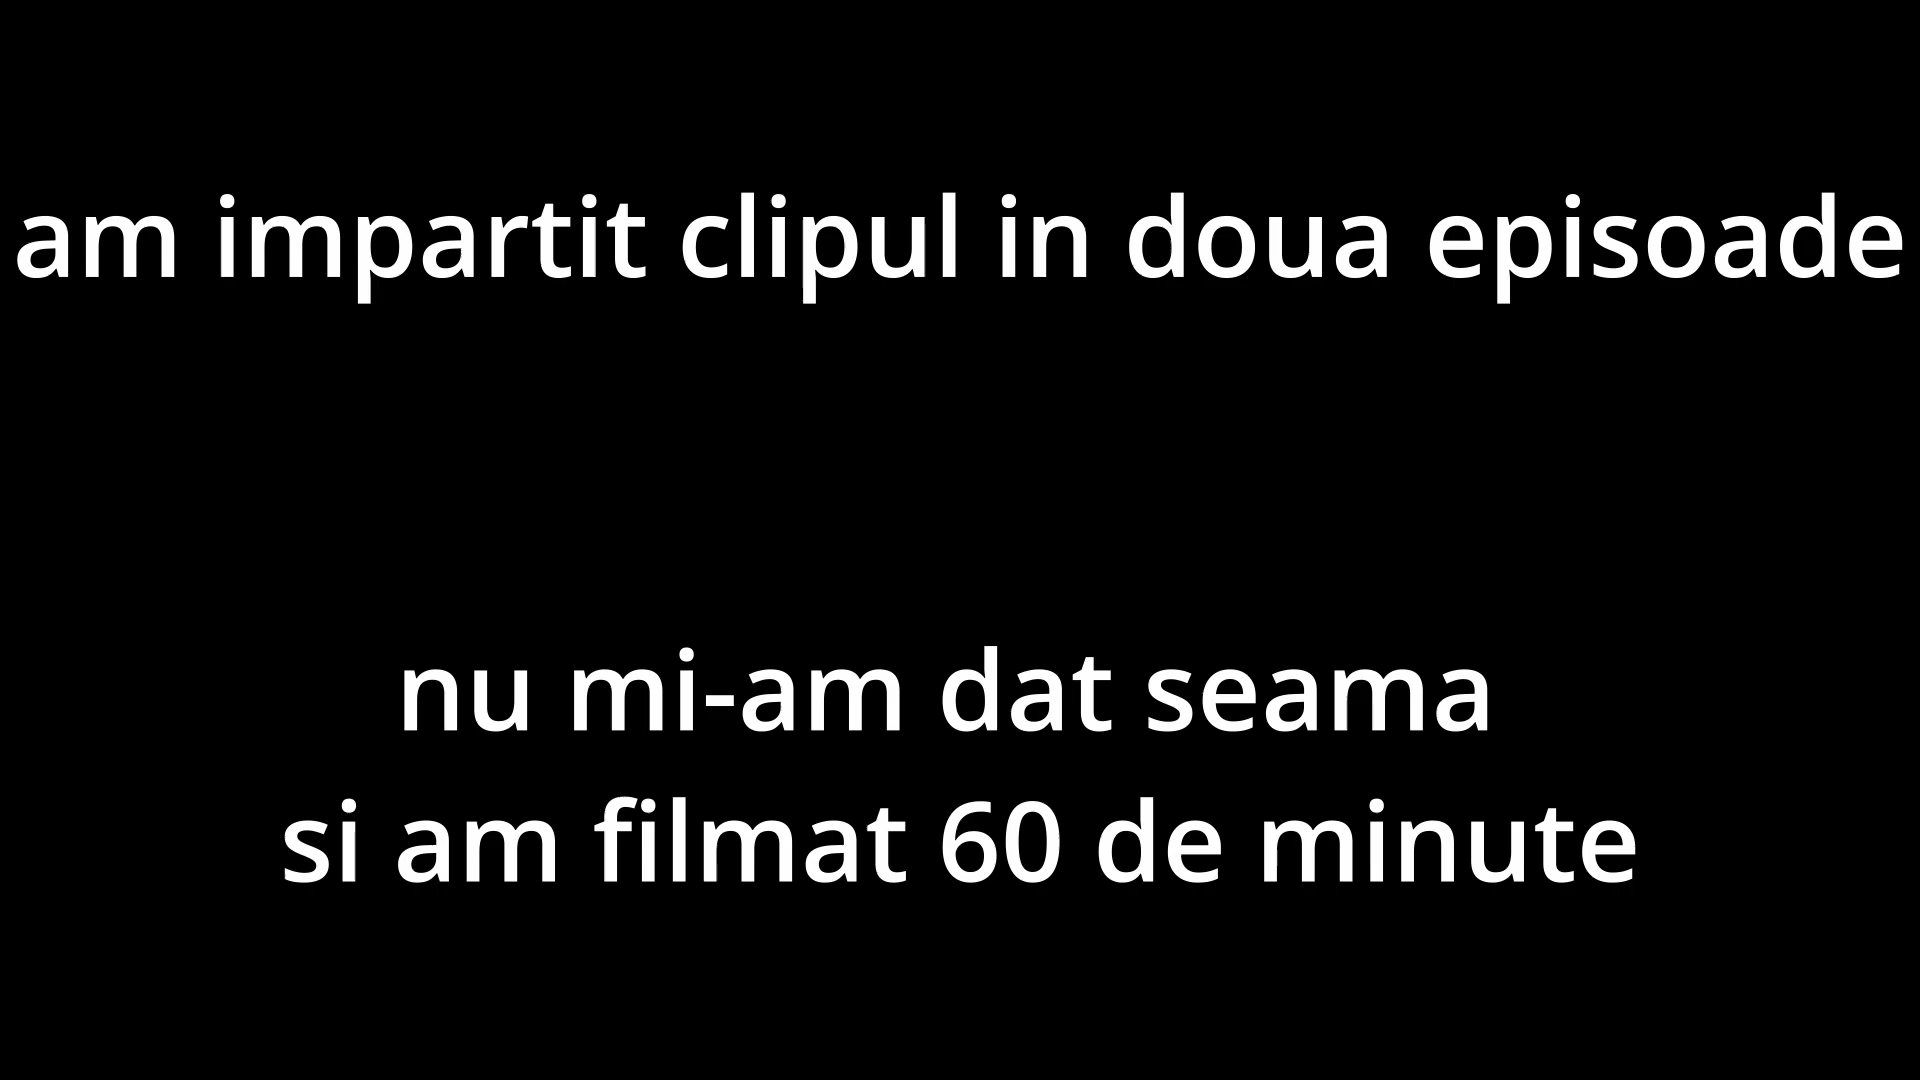 am impartit clipul in doua episoade
nu mi-am dat seama
si am filmat 60 de minute